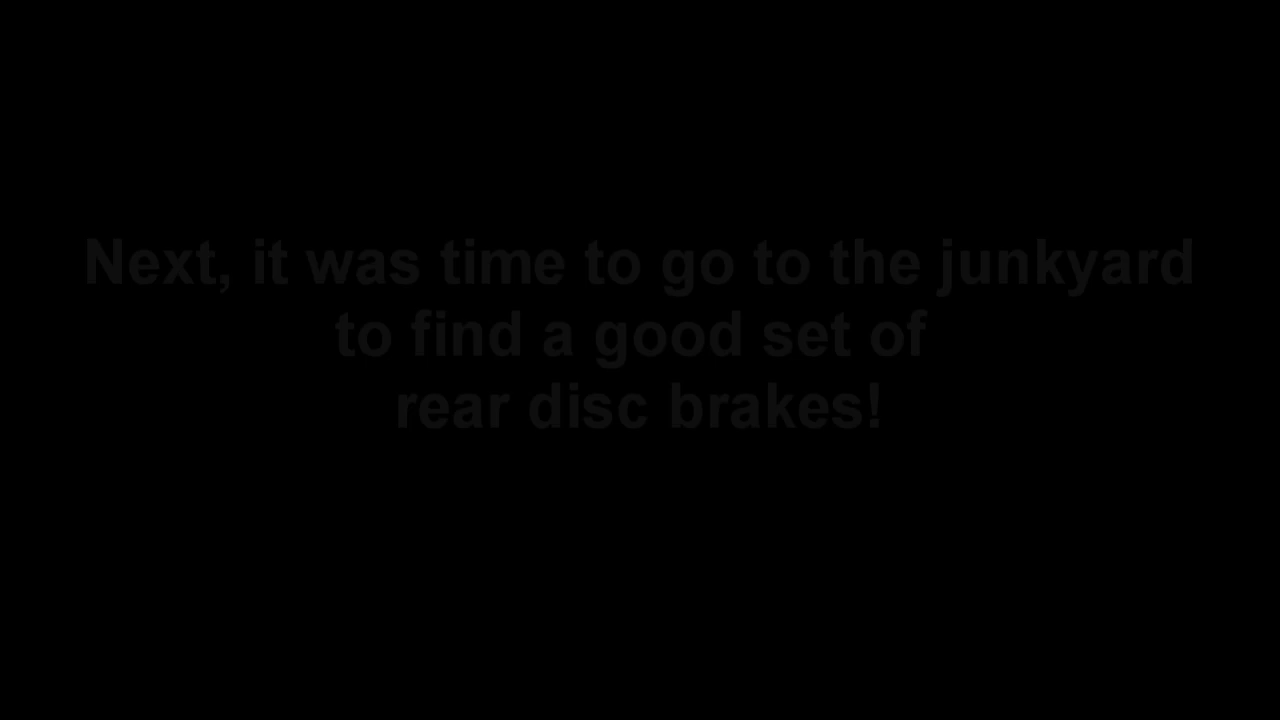 Next, it was time to go to the junkyard
to find a good set of
rear disc brakes!